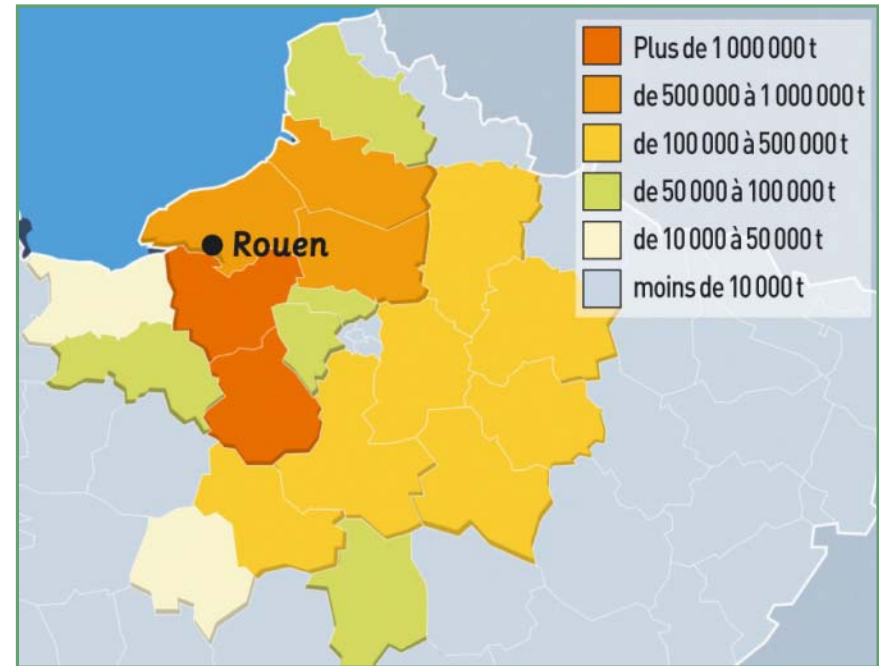 Plus de 1 000 000 t
de 500 000 à 1 000 000 t
de 100 000 à 500 000 t
de 50 000 à 100 000 t
de 10 000 à 50 000 t
moins de 10 000 t
Rouen